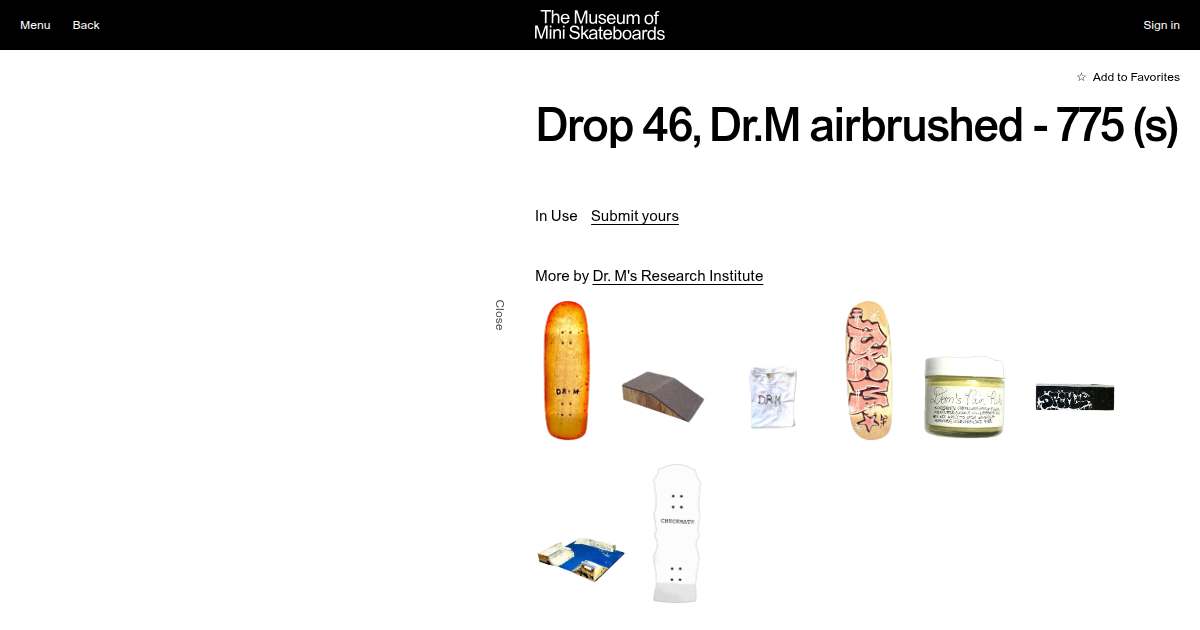 Menu
Back
The Museum of
Mini Skateboards
Sign in
☆ Add to Favorites
Drop 46, Dr.M airbrushed - 775 (s)
In Use Submit yours
More by Dr. M's Research Institute
Close
DR·M
DRM
CHECKMATE